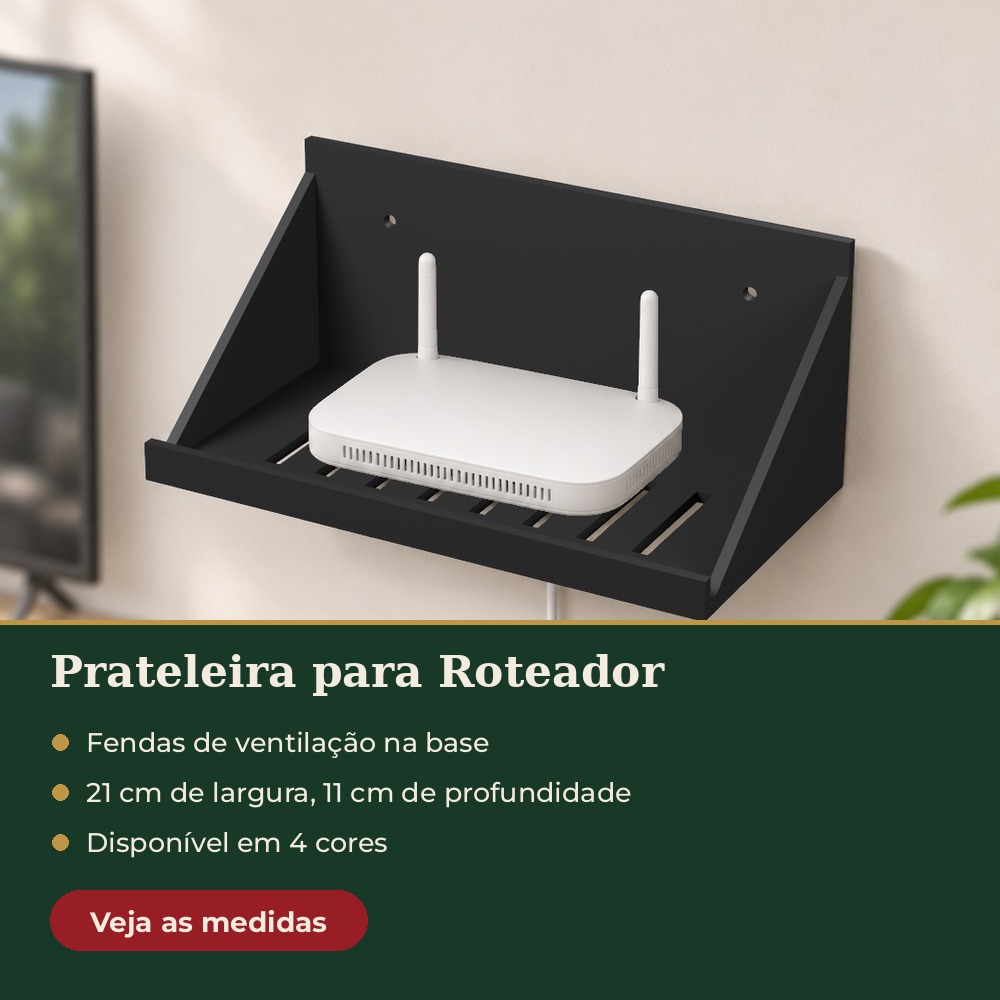 Prateleira para Roteador
Fendas de ventilação na base
21 cm de largura, 11 cm de profundidade
Disponível em 4 cores
Veja as medidas